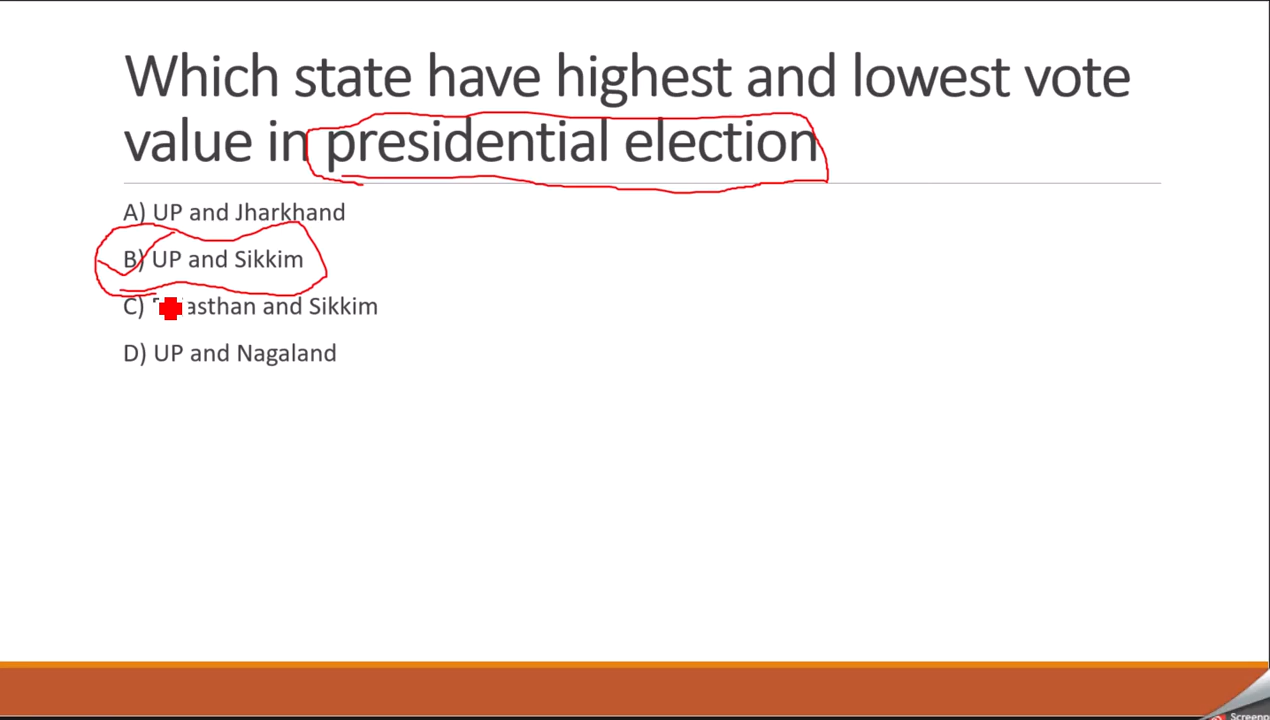 Which state have highest and lowest vote
value in presidential election
A) UP and Jharkhand
B) UP and Sikkim
C) and Sikkim
D) UP and Nagaland